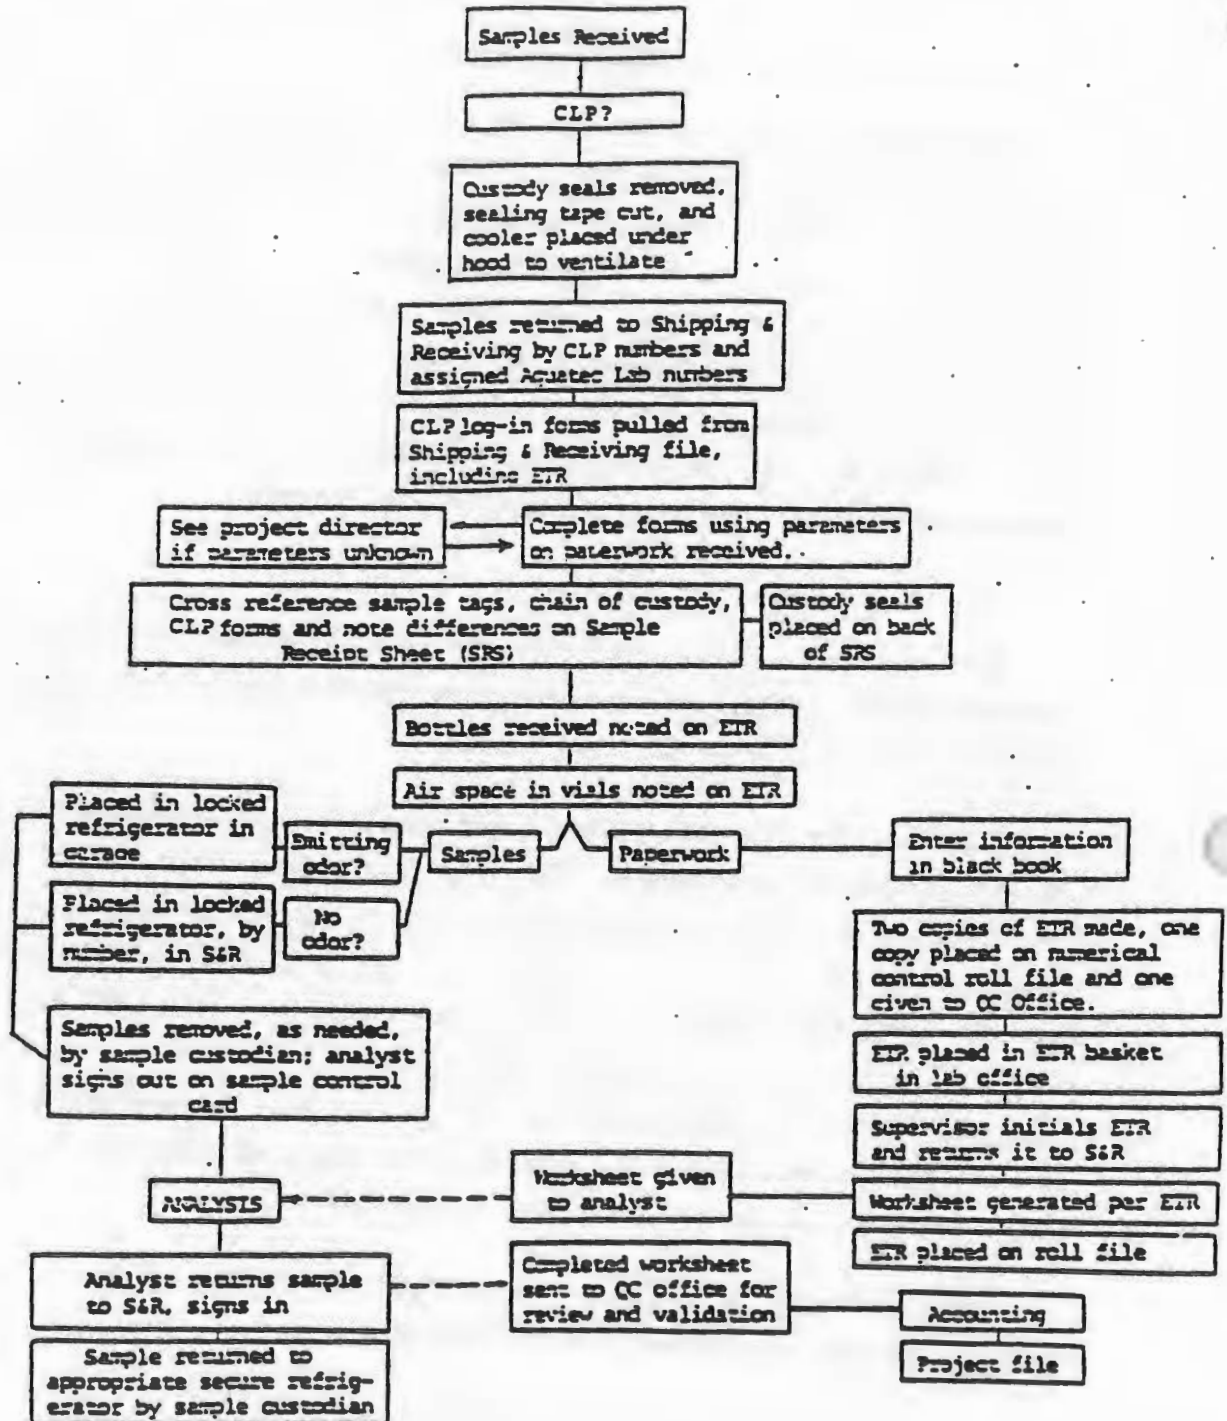 Samples Received
CLP?
Custody seals removed,
sealing tape cut, and
cooler placed under
hood to ventilate
Samples returned to Shipping &
Receiving by CLP numbers and
assigned Aquatec Lab numbers
CLP log-in forms pulled from
Shipping & Receiving file,
including ETR
See project director
if parameters unknown
Complete forms using parameters
on paterwork received.
Cross reference sample tags, chain of custody,
CLP forms and note differences on Sample
Receipt Sheet (SRS)
Custody seals
placed on back
of SRS
Bottles received noted on ETR
Air space in vials noted on ETR
Placed in locked
refrigerator in
garage
Emitting
odor?
Samples
Paperwork
Enter information
in black book
Placed in locked
refrigerator, by
number, in S&R
No
odor?
Two copies of ETR made, one
copy placed on numerical
control roll file and one
given to QC Office.
Samples removed, as needed,
by sample custodian; analyst
signs out on sample control
card
ETR placed in ETR basket
in lab office
Supervisor initials ETR
and returns it to S&R
Worksheet given
to analyst
ANALYSIS
Worksheet generated per ETR
ETR placed on roll file
Analyst returns sample
to S&R, signs in
Completed worksheet
sent to QC office for
review and validation
Accounting
Project file
Sample returned to
appropriate secure refrig-
erator by sample custodian